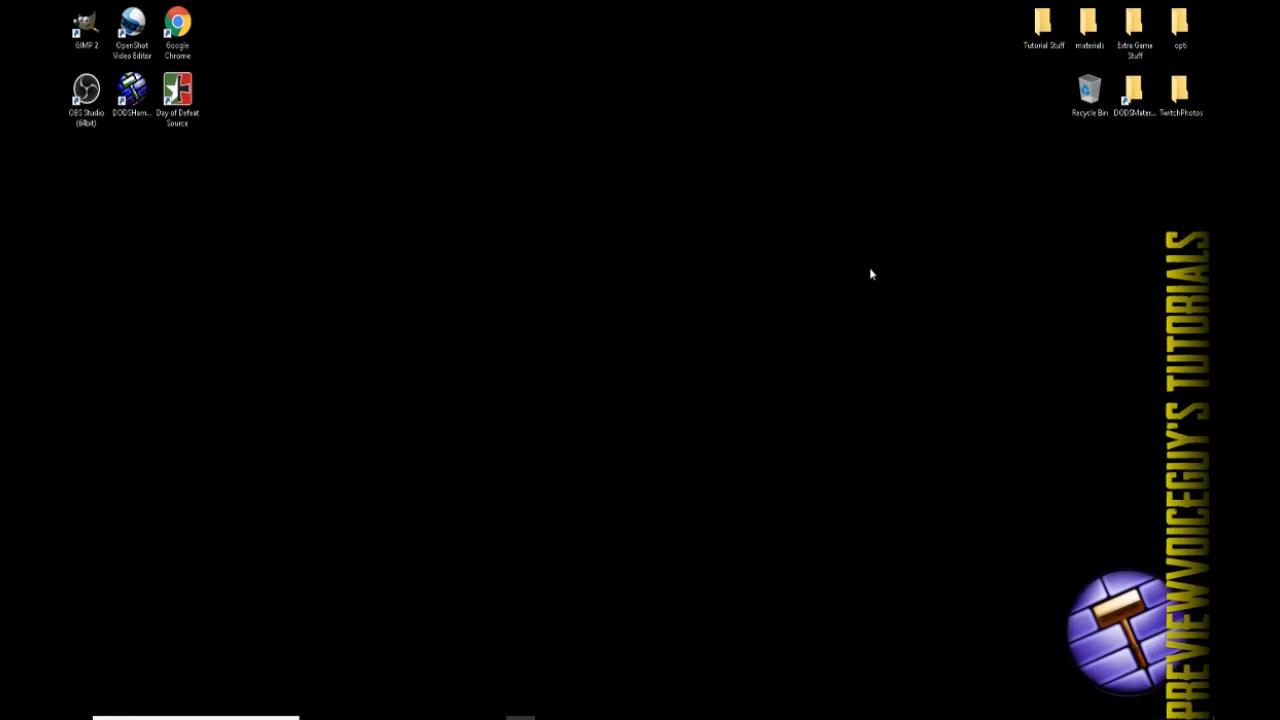 GIMP 2
OpenShot
Video Editor
Google
Chrome
OBS Studio
(64bit)
DODSHam...
Day of Defeat
Source
Tutorial Stuff
materials
Extra Game
Stuff
opti
Recycle Bin
DODSMater...
TwitchPhotos
PREVIEWVOICEGUY'S TUTORIALS